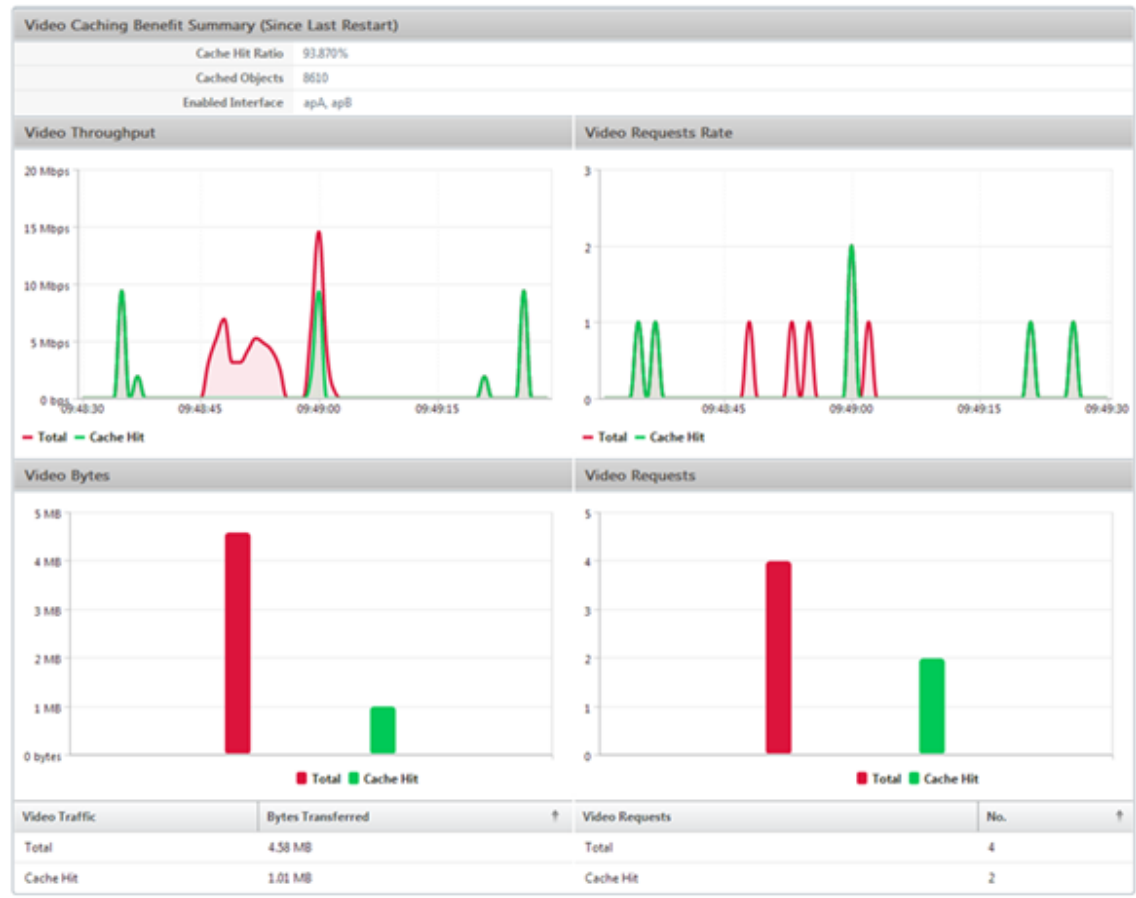 Video Caching Benefit Summary (Since Last Restart)
Cache Hit Ratio 93.870%
Cached Objects 8610
Enabled Interface apA, apB
Video Throughput
20 Mbps
15 Mbps
10 Mbps
5 Mbps
0 bps
09:48:30 09:48:45 09:49:00 09:49:15
Total Cache Hit
Video Requests Rate
3
2
1
0
09:48:45 09:49:00 09:49:15 09:49:30
Total Cache Hit
Video Bytes
5 MB
4 MB
3 MB
2 MB
1 MB
0 bytes
Total Cache Hit
Video Requests
5
4
3
2
1
0
Total Cache Hit
Video Traffic Bytes Transferred ↑
Total 4.58 MB
Cache Hit 1.01 MB
Video Requests No. ↑
Total 4
Cache Hit 2